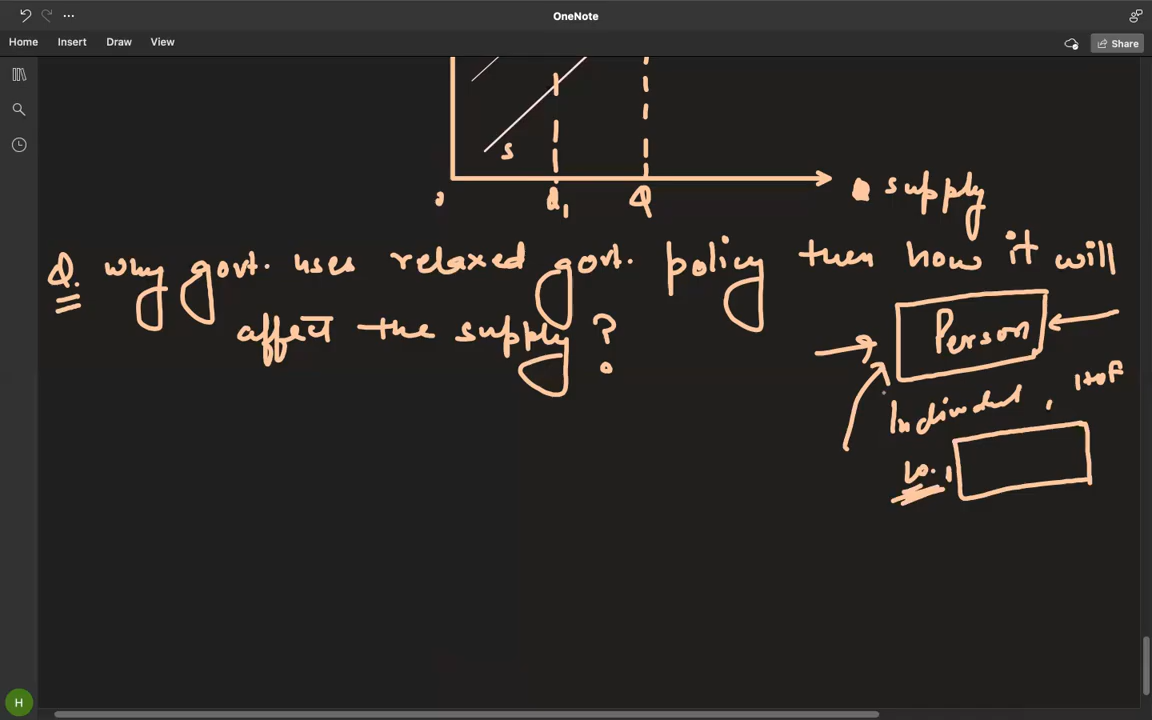 OneNote
Home Insert Draw View
Share
S
Q1 Q
supply
Q. why govt. uses relaxed govt. policy then how it will
affect the supply?
Person
Individual, HUF
Co.,
H